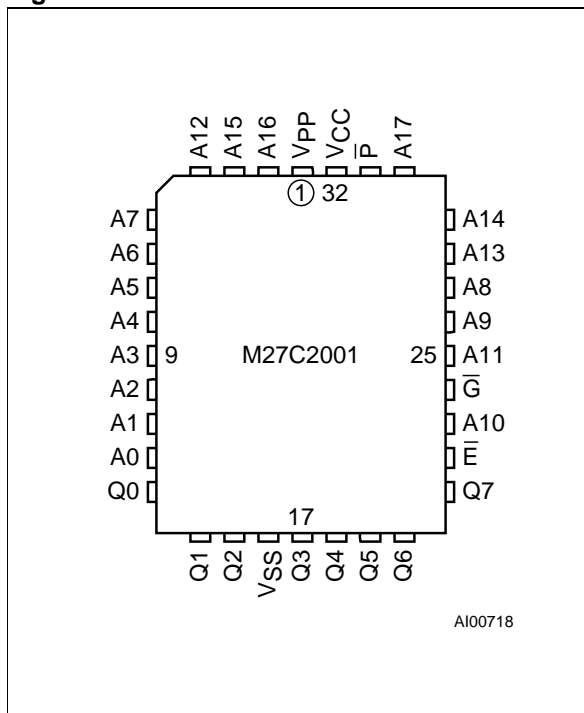 A12 A15 A16 VPP VCC P̅ A17
① 32
A7 A14
A6 A13
A5 A8
A4 A9
A3 9 M27C2001 25 A11
A2 G̅
A1 A10
A0 E̅
Q0 Q7
17
Q1 Q2 VSS Q3 Q4 Q5 Q6
AI00718